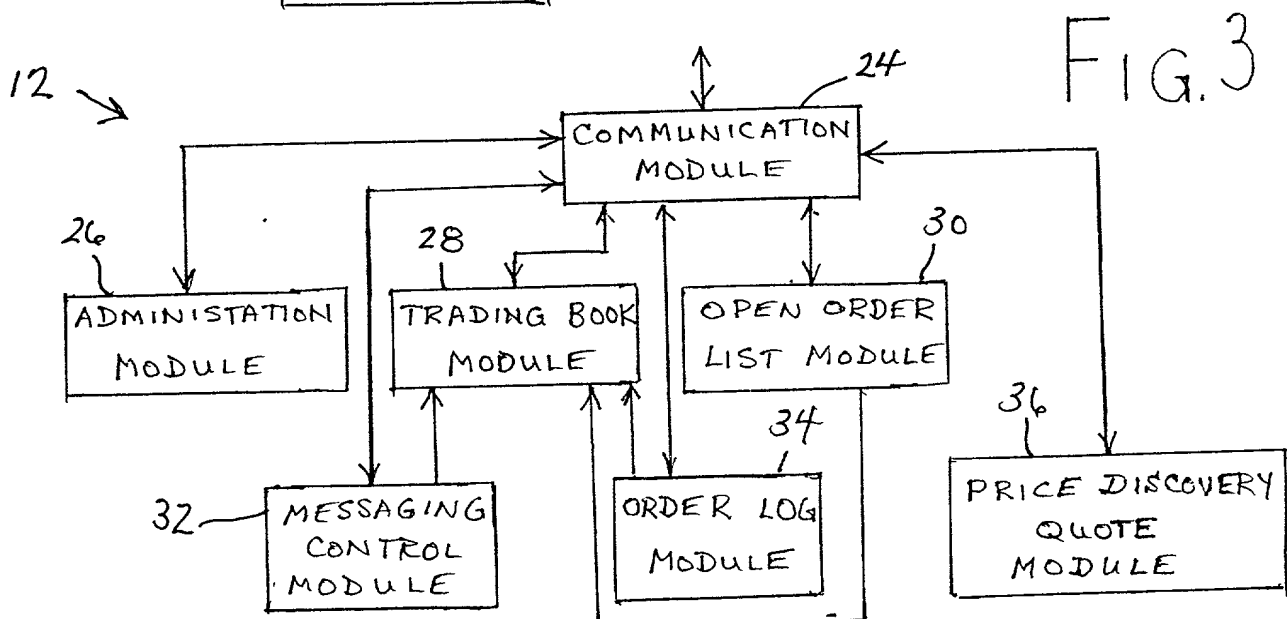 FIG. 3
12
24
COMMUNICATION
MODULE
26
ADMINISTATION
MODULE
28
TRADING BOOK
MODULE
30
OPEN ORDER
LIST MODULE
32
MESSAGING
CONTROL
MODULE
34
ORDER LOG
MODULE
36
PRICE DISCOVERY
QUOTE
MODULE